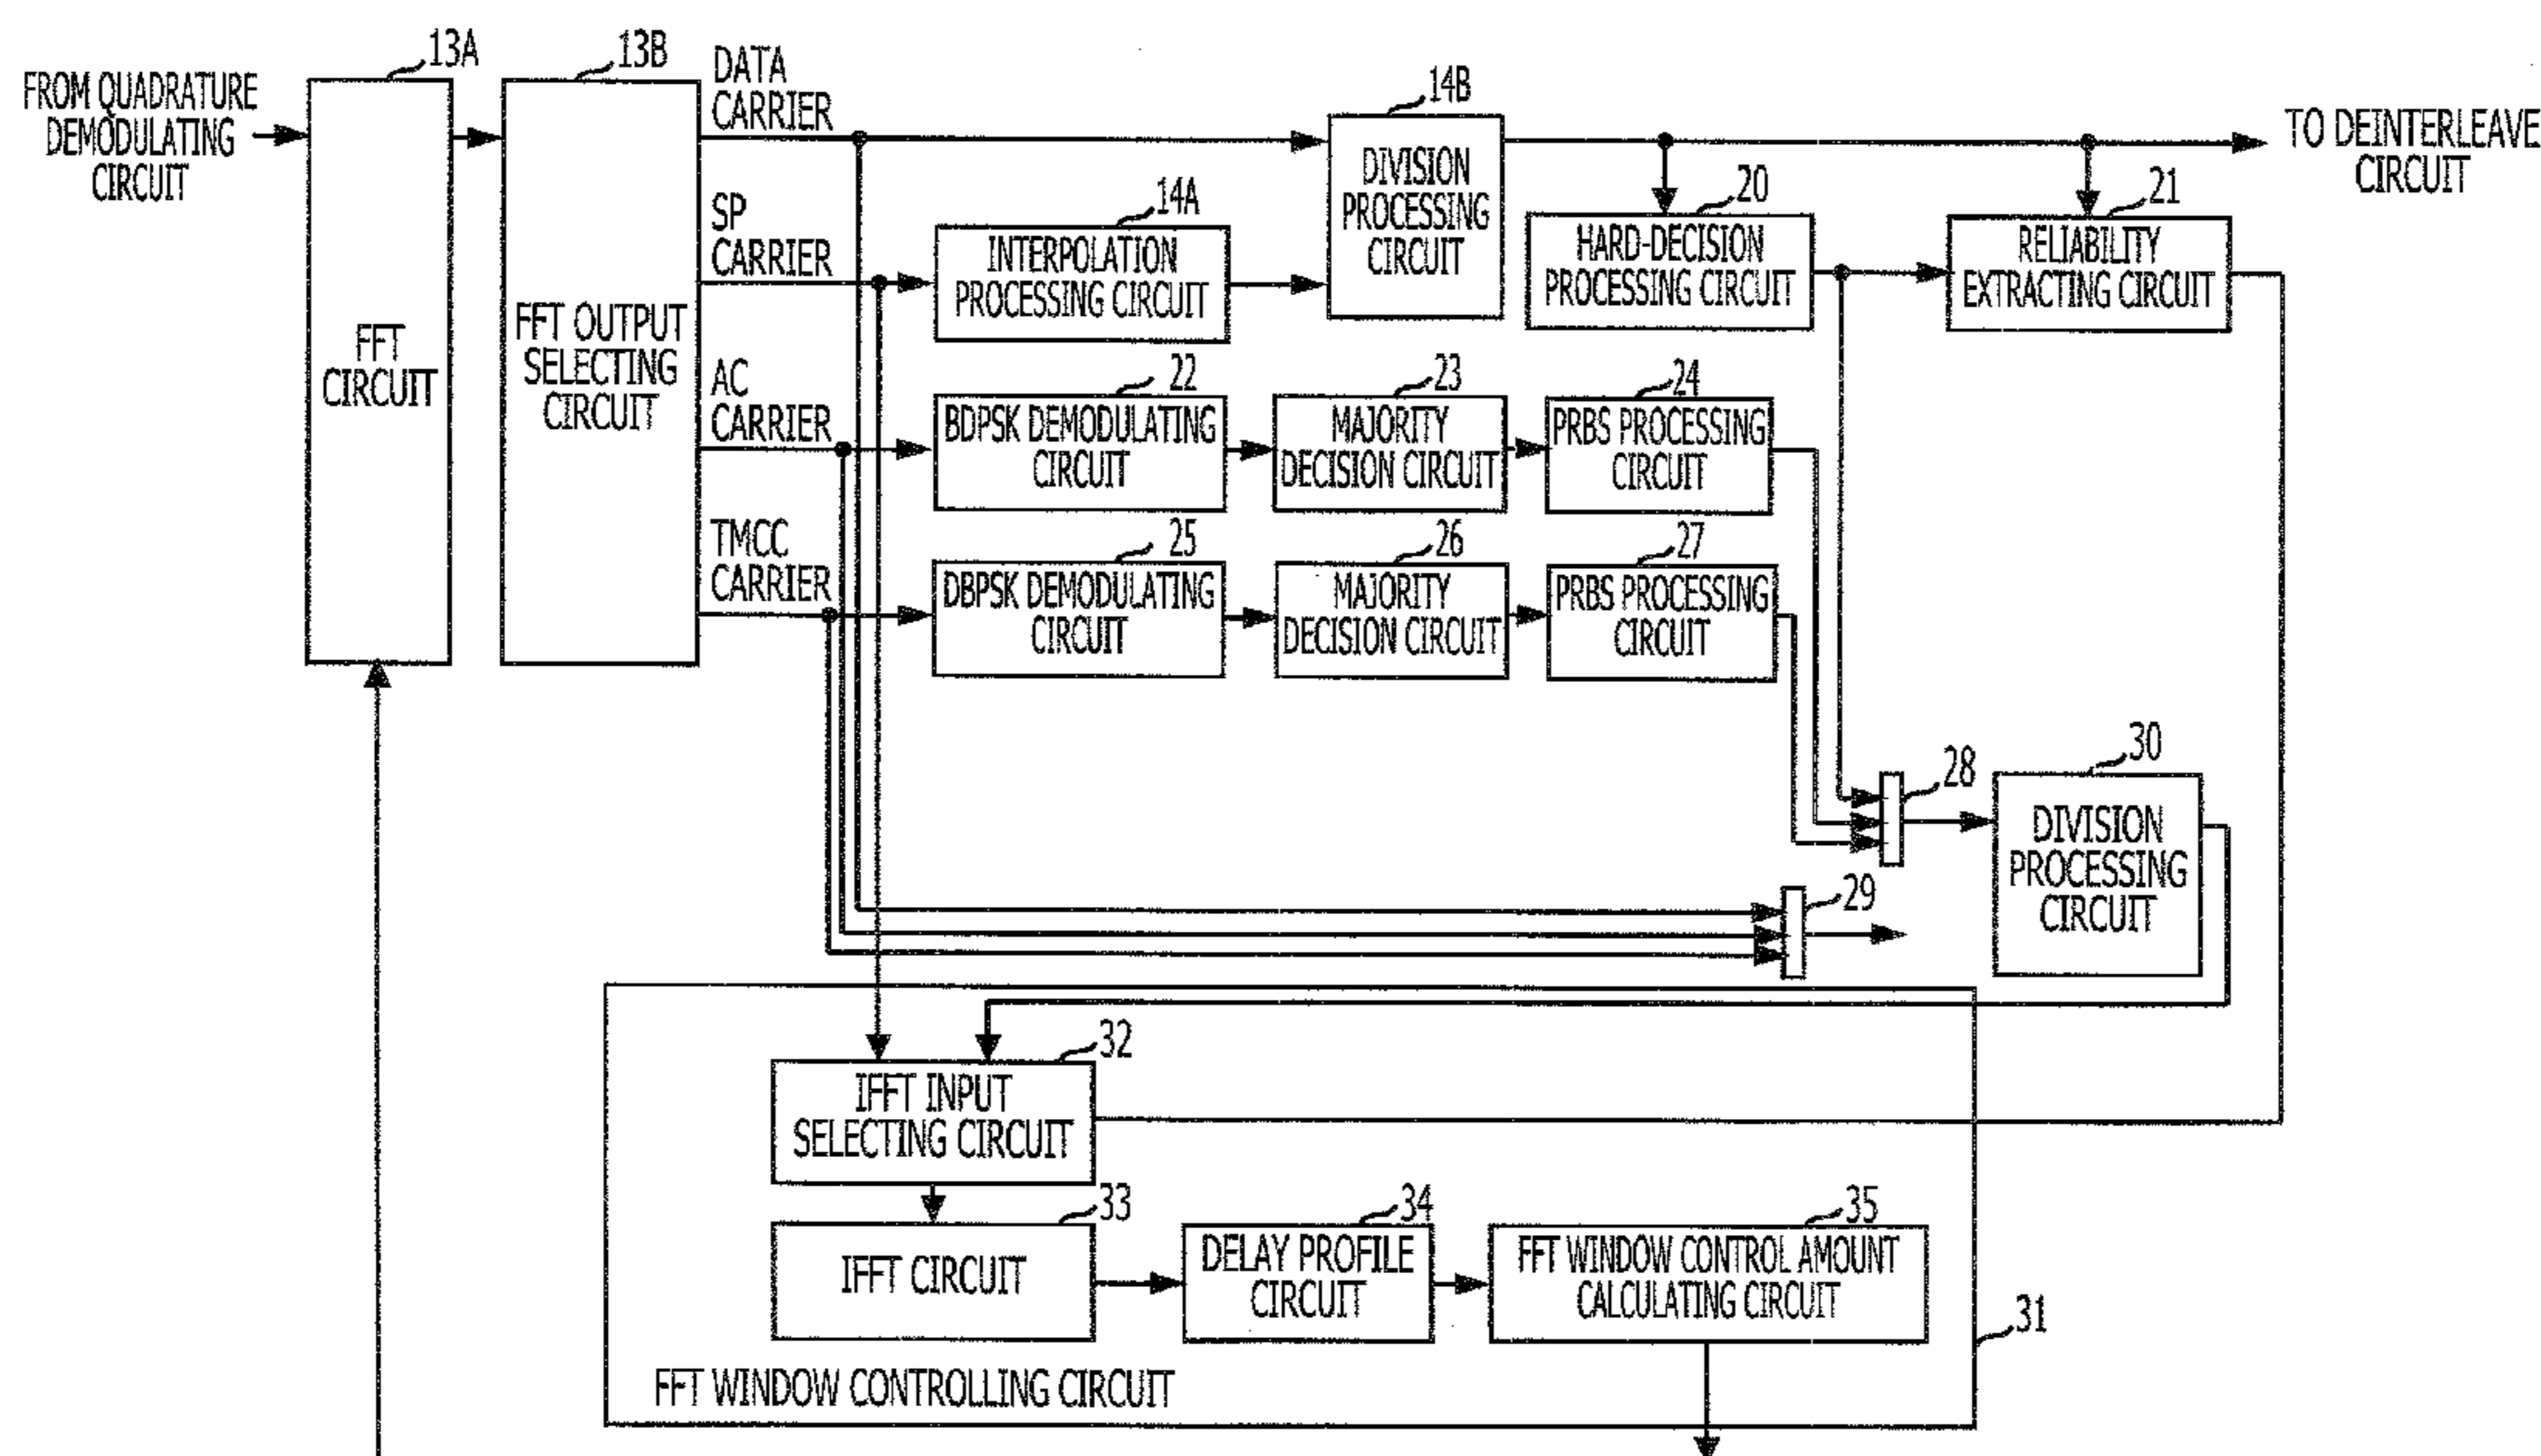 FROM QUADRATURE
DEMODULATING
CIRCUIT
13A
FFT
CIRCUIT
13B
FFT OUTPUT
SELECTING
CIRCUIT
DATA
CARRIER
SP
CARRIER
AC
CARRIER
TMCC
CARRIER
14A
INTERPOLATION
PROCESSING CIRCUIT
14B
DIVISION
PROCESSING
CIRCUIT
TO DEINTERLEAVE
CIRCUIT
20
HARD-DECISION
PROCESSING CIRCUIT
21
RELIABILITY
EXTRACTING CIRCUIT
22
BDPSK DEMODULATING
CIRCUIT
23
MAJORITY
DECISION CIRCUIT
24
PRBS PROCESSING
CIRCUIT
25
DBPSK DEMODULATING
CIRCUIT
26
MAJORITY
DECISION CIRCUIT
27
PRBS PROCESSING
CIRCUIT
28
29
30
DIVISION
PROCESSING
CIRCUIT
32
IFFT INPUT
SELECTING CIRCUIT
33
IFFT CIRCUIT
34
DELAY PROFILE
CIRCUIT
35
FFT WINDOW CONTROL AMOUNT
CALCULATING CIRCUIT
31
FFT WINDOW CONTROLLING CIRCUIT